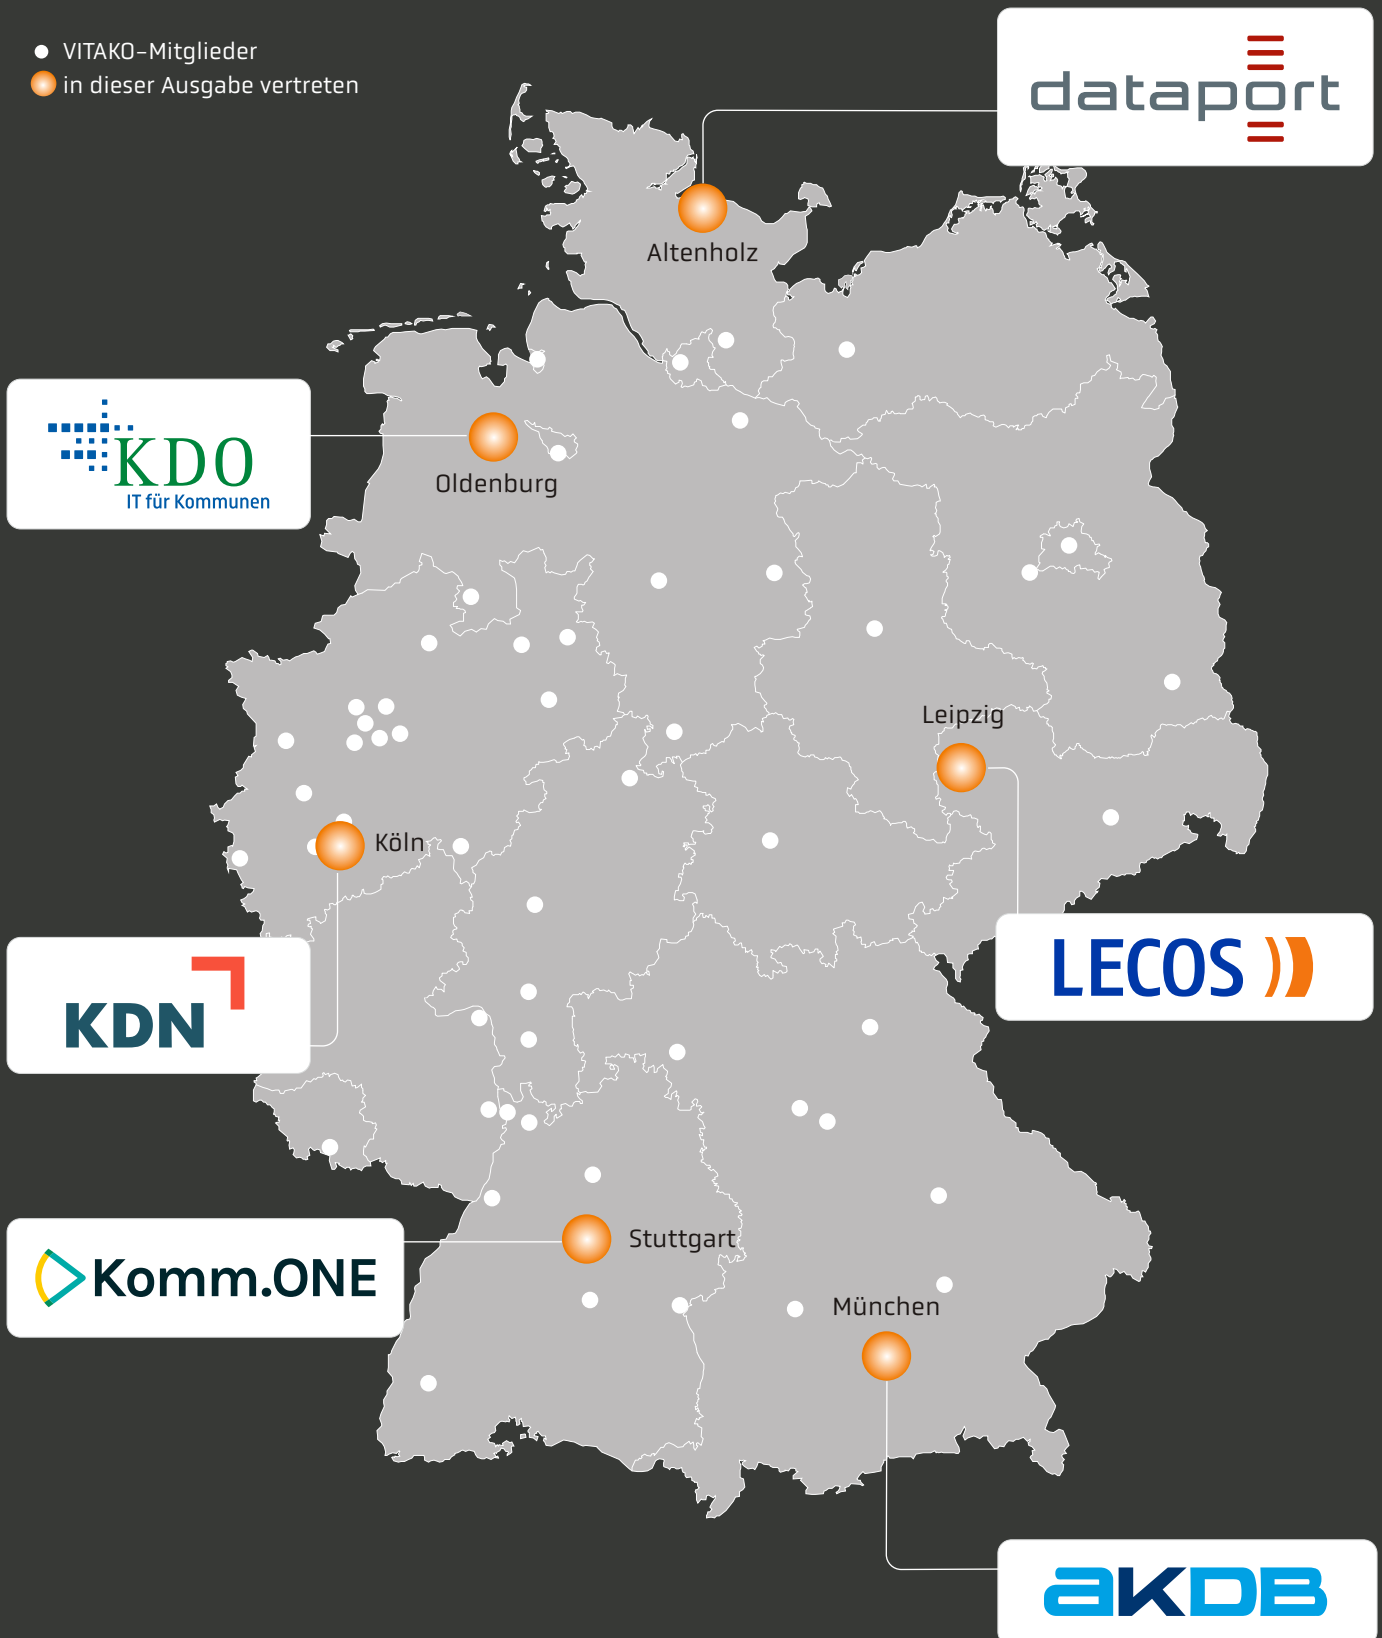 VITAKO-Mitglieder
in dieser Ausgabe vertreten
dataport
Altenholz
KDO
IT für Kommunen
Oldenburg
Leipzig
Köln
LECOS
KDN
Komm.ONE
Stuttgart
München
AKDB